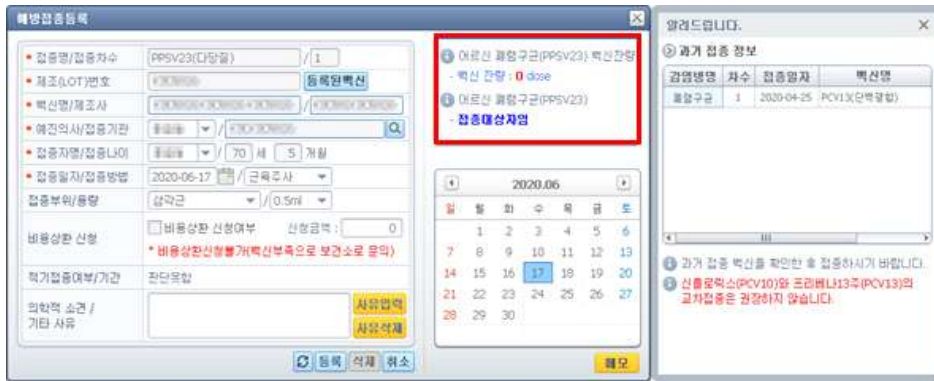 예방접종등록
접종명/접종차수 PPSV23(다당질) / 1
제조(LOT)번호 등록된백신
백신명/제조사 /
예진의사/접종기관 /
접종자명/접종나이 / 70 세 5 개월
접종일자/접종방법 2020-06-17 / 근육주사
접종부위/용량 삼각근 / 0.5ml
비용상환 신청 비용상환 신청여부 신청금액 : 0
* 비용상환신청불가(백신부족으로 보건소로 문의)
적기접종여부/기간 판단못함
의학적 소견 /
기타 사유
사유입력
사유삭제
등록 삭제 취소
어르신 폐렴구균(PPSV23) 백신잔량
- 백신 잔량 : 0 dose
어르신 폐렴구균(PPSV23)
- 접종대상자임
2020.06
일 월 화 수 목 금 토
1 2 3 4 5 6
7 8 9 10 11 12 13
14 15 16 17 18 19 20
21 22 23 24 25 26 27
28 29 30
메모
알려드립니다.
과거 접종 정보
감염병명 차수 접종일자 백신명
폐렴구균 1 2020-04-25 PCV13(단백결합)
과거 접종 백신을 확인한 후 접종하시기 바랍니다.
신플로릭스(PCV10)와 프리베나13주(PCV13)의
교차접종은 권장하지 않습니다.